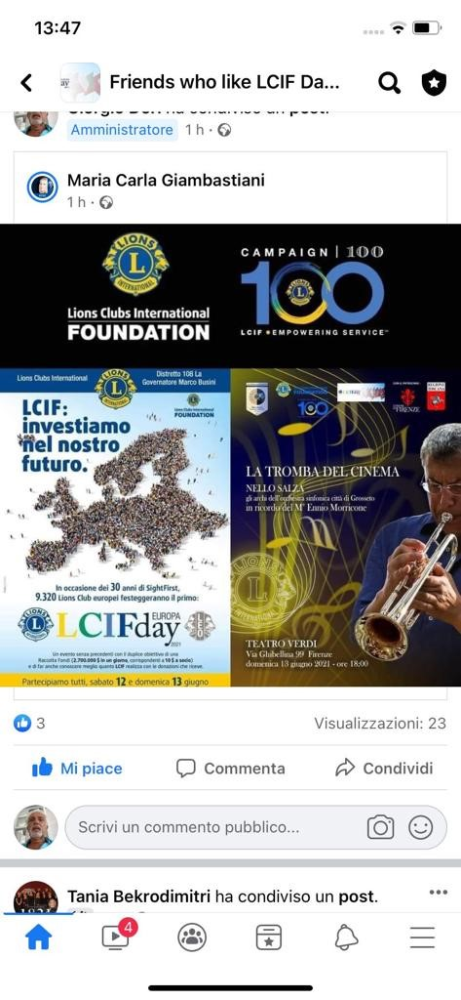 13:47
Friends who like LCIF Da...
ha condiviso un post.
Amministratore 1 h ·
Maria Carla Giambastiani
1 h ·
LIONS
L
INTERNATIONAL
Lions Clubs International
FOUNDATION
CAMPAIGN | 100
100
LCIF • EMPOWERING SERVICE™
Lions Clubs International
Distretto 108 La
Governatore Marco Busini
LCIF:
investiamo
nel nostro
futuro.
Lions Clubs International
FOUNDATION
In occasione dei 30 anni di SightFirst,
9.320 Lions Club europei festeggeranno il primo:
LCIFday EUROPA
2021
LEO
Un evento senza precedenti con il duplice obiettivo di una
Raccolta Fondi (2.700.000 $ in un giorno, corrispondenti a 10 $ a socio)
e di far anche conoscere meglio quanto LCIF realizza con le donazioni che riceve.
Partecipiamo tutti, sabato 12 e domenica 13 giugno
FOUNDATION
100
FIRENZE
REGIONE
TOSCANA
LA TROMBA DEL CINEMA
NELLO SALZA
gli archi dell'orchestra sinfonica città di Grosseto
in ricordo del M° Ennio Morricone
LIONS
L
INTERNATIONAL
TEATRO VERDI
Via Ghibellina 99 Firenze
domenica 13 giugno 2021 - ore 18:00
3
Visualizzazioni: 23
Mi piace
Commenta
Condividi
Scrivi un commento pubblico...
Tania Bekrodimitri ha condiviso un post.
4